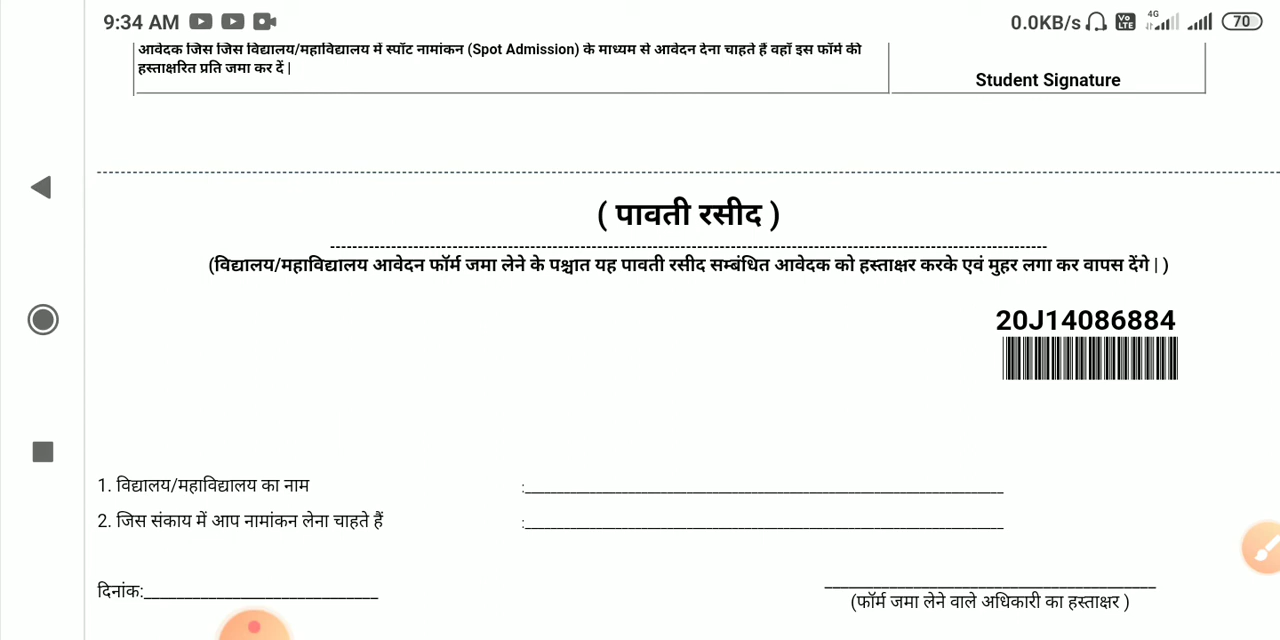 9:34 AM
0.0KB/s
Vo LTE
4G
70
आवेदक जिस जिस विद्यालय/महाविद्यालय में स्पॉट नामांकन (Spot Admission) के माध्यम से आवेदन देना चाहते हैं वहाँ इस फॉर्म की
हस्ताक्षरित प्रति जमा कर दें |
Student Signature
( पावती रसीद )
(विद्यालय/महाविद्यालय आवेदन फॉर्म जमा लेने के पश्चात यह पावती रसीद सम्बंधित आवेदक को हस्ताक्षर करके एवं मुहर लगा कर वापस देंगे | )
20J14086884
1. विद्यालय/महाविद्यालय का नाम :
2. जिस संकाय में आप नामांकन लेना चाहते हैं :
दिनांक:
(फॉर्म जमा लेने वाले अधिकारी का हस्ताक्षर )